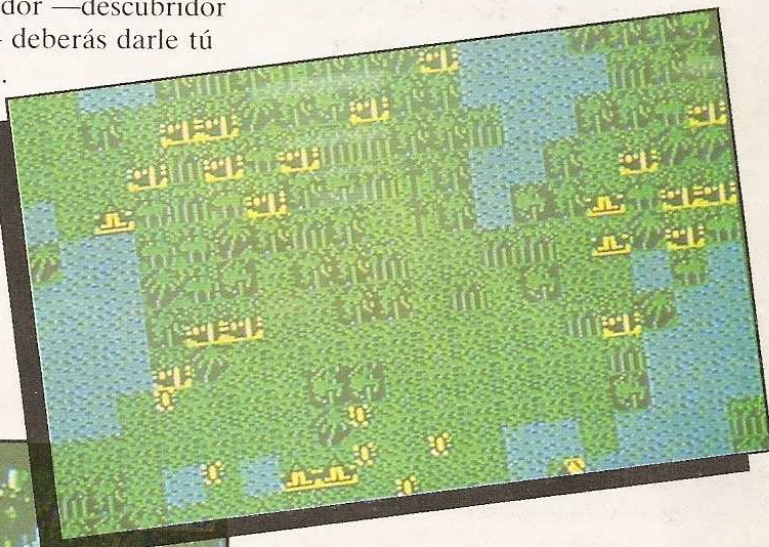 dor —descubridor
deberás darle tú
.